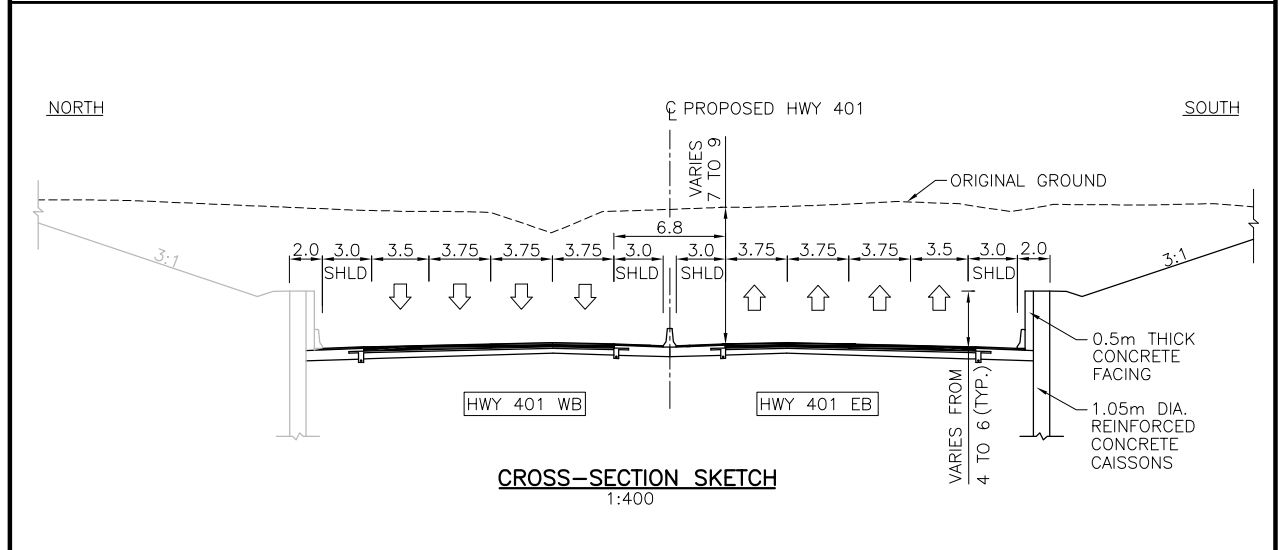 NORTH
℄ PROPOSED HWY 401
SOUTH
VARIES
7 TO 9
ORIGINAL GROUND
6.8
3:1
2.0 3.0 3.5 3.75 3.75 3.75 3.0 3.0 3.75 3.75 3.75 3.5 3.0 2.0
SHLD SHLD SHLD SHLD
3:1
0.5m THICK
CONCRETE
FACING
HWY 401 WB
HWY 401 EB
VARIES FROM
4 TO 6 (TYP.)
1.05m DIA.
REINFORCED
CONCRETE
CAISSONS
CROSS-SECTION SKETCH
1:400